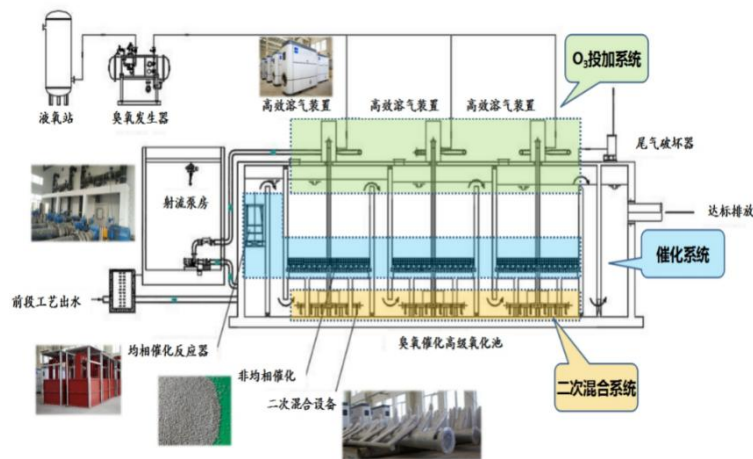 O₃投加系统
液氧站
臭氧发生器
高效溶气装置
高效溶气装置
高效溶气装置
尾气破坏器
射流泵房
达标排放
催化系统
前段工艺出水
均相催化反应器
臭氧催化高级氧化池
非均相催化
二次混合设备
二次混合系统